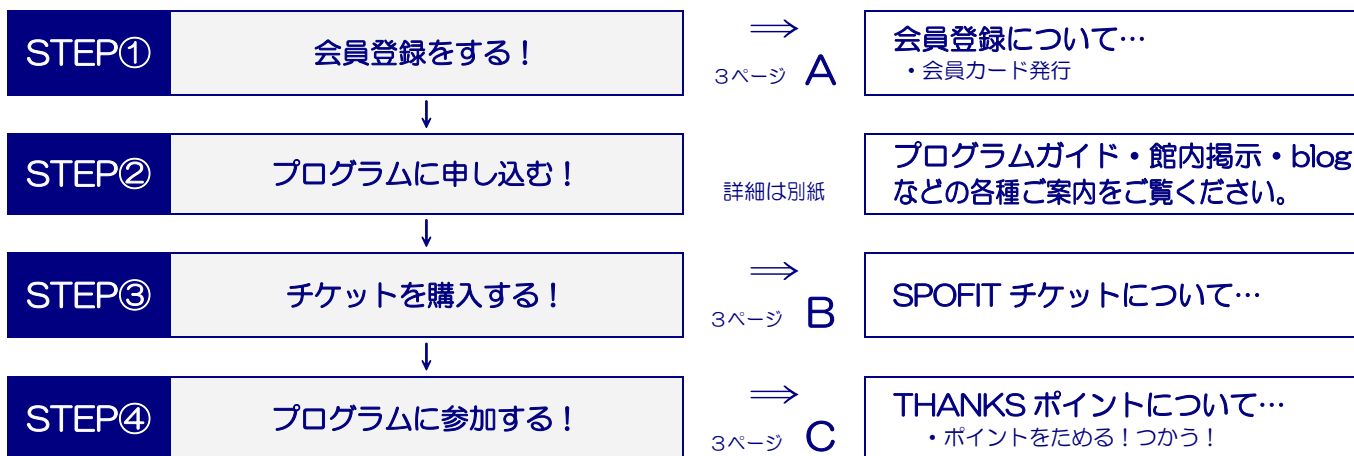 STEP① 会員登録をする！ ⇒ 会員登録について…
3ページ A ・会員カード発行
↓
STEP② プログラムに申し込む！ 詳細は別紙 プログラムガイド・館内掲示・blog
などの各種ご案内をご覧ください。
↓
STEP③ チケットを購入する！ ⇒ 3ページ B SPOFIT チケットについて…
↓
STEP④ プログラムに参加する！ ⇒ THANKS ポイントについて…
3ページ C ・ポイントをためる！つかう！